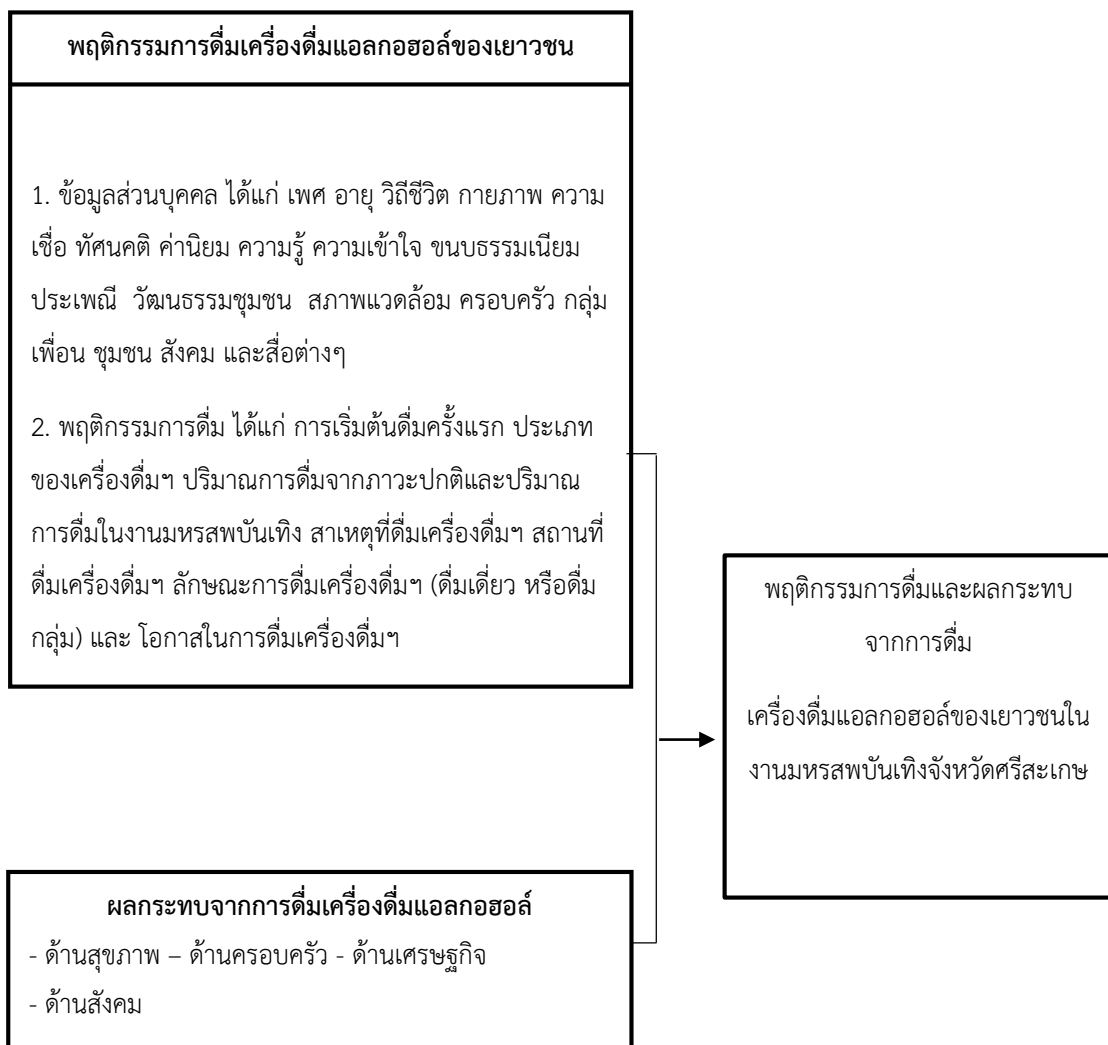 พฤติกรรมการดื่มเครื่องดื่มแอลกอฮอล์ของเยาวชน
1. ข้อมูลส่วนบุคคล ได้แก่ เพศ อายุ วิถีชีวิต กายภาพ ความ
เชื่อ ทัศนคติ ค่านิยม ความรู้ ความเข้าใจ ขนบธรรมเนียม
ประเพณี วัฒนธรรมชุมชน สภาพแวดล้อม ครอบครัว กลุ่ม
เพื่อน ชุมชน สังคม และสื่อต่างๆ
2. พฤติกรรมการดื่ม ได้แก่ การเริ่มต้นดื่มครั้งแรก ประเภท
ของเครื่องดื่มฯ ปริมาณการดื่มจากภาวะปกติและปริมาณ
การดื่มในงานมหรสพบันเทิง สาเหตุที่ดื่มเครื่องดื่มฯ สถานที่
ดื่มเครื่องดื่มฯ ลักษณะการดื่มเครื่องดื่มฯ (ดื่มเดี่ยว หรือดื่ม
กลุ่ม) และ โอกาสในการดื่มเครื่องดื่มฯ
พฤติกรรมการดื่มและผลกระทบ
จากการดื่ม
เครื่องดื่มแอลกอฮอล์ของเยาวชนใน
งานมหรสพบันเทิงจังหวัดศรีสะเกษ
ผลกระทบจากการดื่มเครื่องดื่มแอลกอฮอล์
- ด้านสุขภาพ – ด้านครอบครัว - ด้านเศรษฐกิจ
- ด้านสังคม